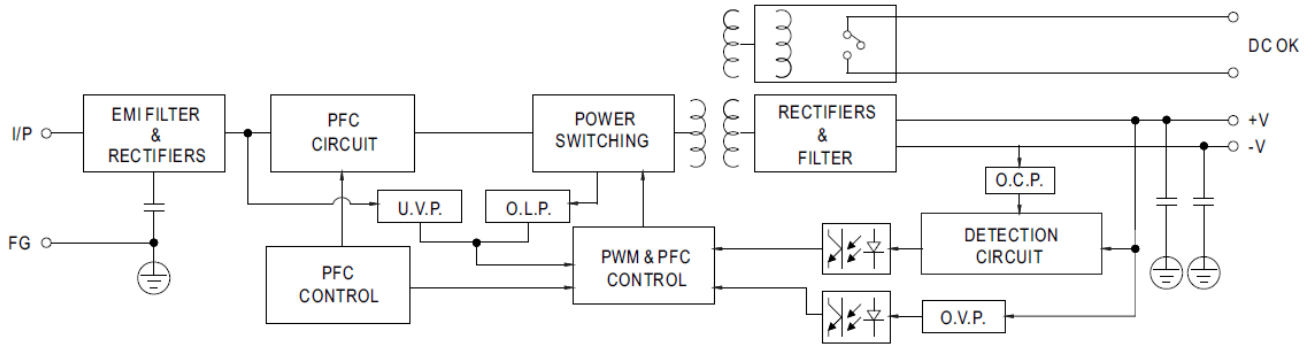 DC OK
I/P
EMI FILTER
&
RECTIFIERS
PFC
CIRCUIT
POWER
SWITCHING
RECTIFIERS
&
FILTER
+V
-V
U.V.P.
O.L.P.
O.C.P.
FG
PFC
CONTROL
PWM & PFC
CONTROL
DETECTION
CIRCUIT
O.V.P.